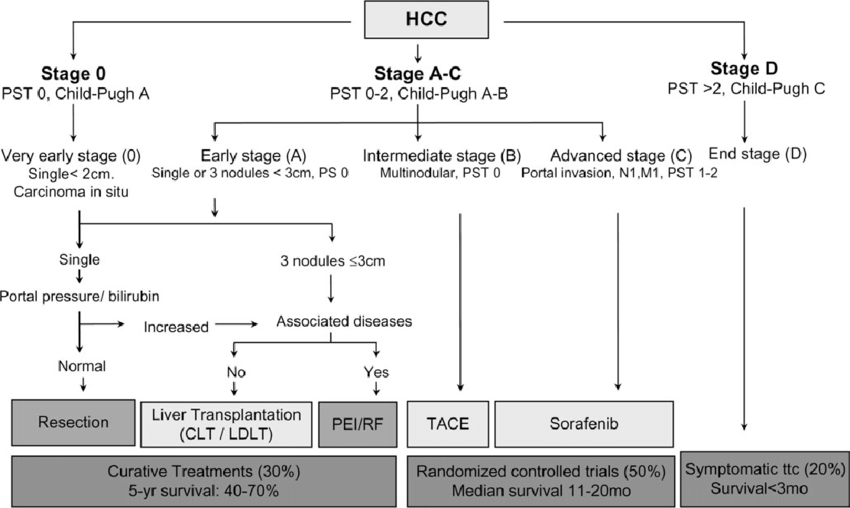 HCC
Stage 0
PST 0, Child-Pugh A
Stage A-C
PST 0-2, Child-Pugh A-B
Stage D
PST >2, Child-Pugh C
Very early stage (0)
Single< 2cm.
Carcinoma in situ
Early stage (A)
Single or 3 nodules < 3cm, PS 0
Intermediate stage (B)
Multinodular, PST 0
Advanced stage (C)
Portal invasion, N1,M1, PST 1-2
End stage (D)
Single
3 nodules ≤3cm
Portal pressure/ bilirubin
Increased
Associated diseases
Normal
No
Yes
Resection
Liver Transplantation
(CLT / LDLT)
PEI/RF
TACE
Sorafenib
Curative Treatments (30%)
5-yr survival: 40-70%
Randomized controlled trials (50%)
Median survival 11-20mo
Symptomatic ttc (20%)
Survival<3mo